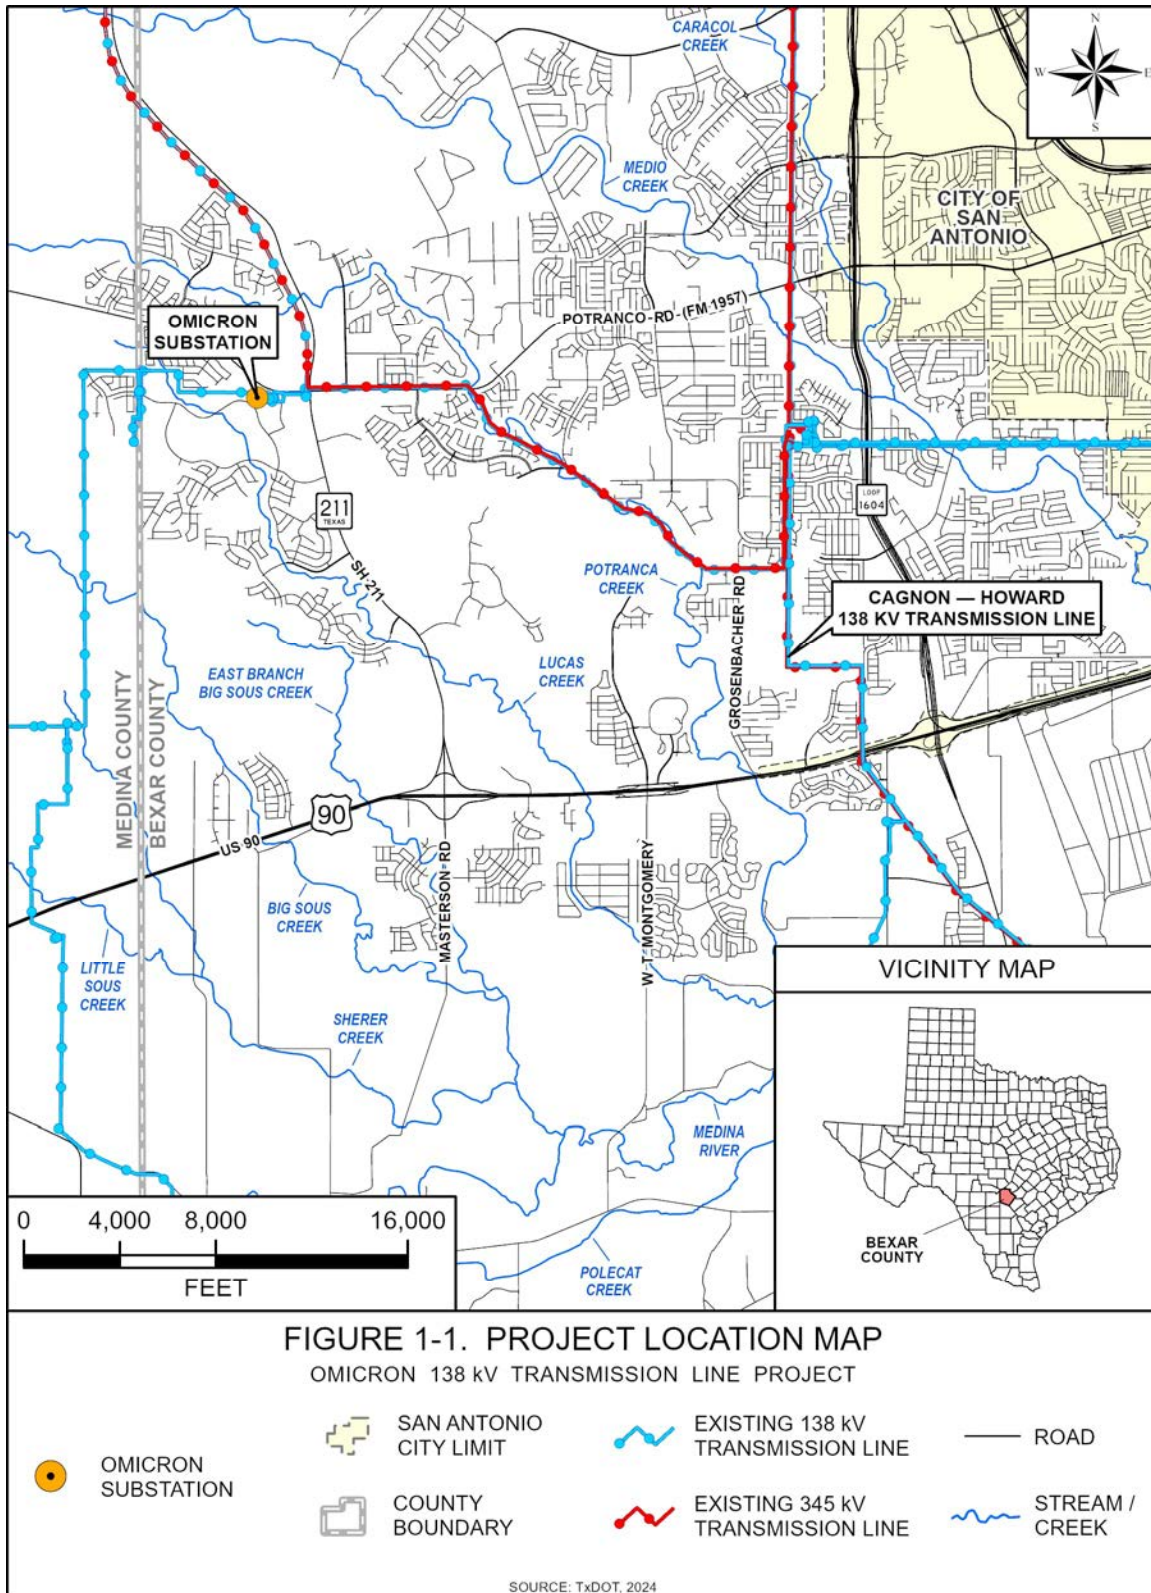 CARACOL
CREEK
N
W
E
S
MEDIO
CREEK
CITY OF
SAN
ANTONIO
OMICRON
SUBSTATION
POTRANCO-RD-(FM-1957)
211
TEXAS
LOOP
1604
SH-211
POTRANCA
CREEK
GROSENBACHER RD
CAGNON — HOWARD
138 KV TRANSMISSION LINE
EAST BRANCH
BIG SOUS CREEK
LUCAS
CREEK
MEDINA COUNTY
BEXAR COUNTY
90
US 90
MASTERSON RD
W-T-MONTGOMERY
BIG SOUS
CREEK
LITTLE
SOUS
CREEK
SHERER
CREEK
MEDINA
RIVER
POLECAT
CREEK
VICINITY MAP
BEXAR
COUNTY
0 4,000 8,000 16,000
FEET
FIGURE 1-1. PROJECT LOCATION MAP
OMICRON 138 kV TRANSMISSION LINE PROJECT
OMICRON
SUBSTATION
SAN ANTONIO
CITY LIMIT
COUNTY
BOUNDARY
EXISTING 138 kV
TRANSMISSION LINE
EXISTING 345 kV
TRANSMISSION LINE
ROAD
STREAM /
CREEK
SOURCE: TxDOT, 2024